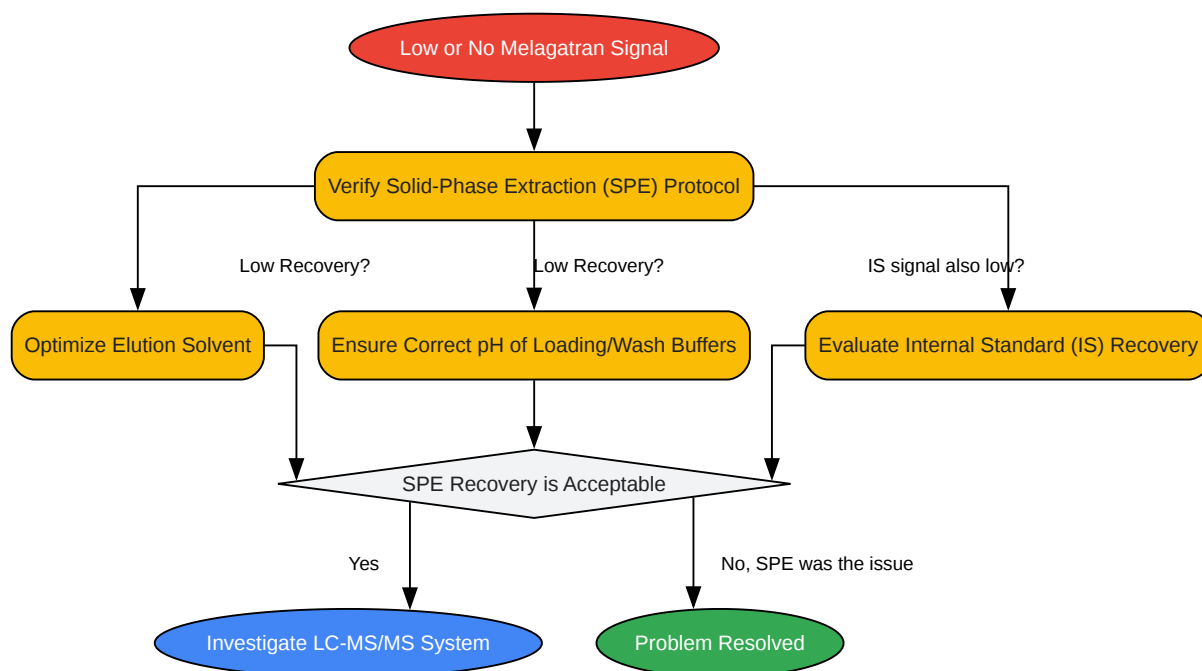 Low or No Melagatran Signal
Verify Solid-Phase Extraction (SPE) Protocol
Low Recovery?
Low Recovery?
IS signal also low?
Optimize Elution Solvent
Ensure Correct pH of Loading/Wash Buffers
Evaluate Internal Standard (IS) Recovery
SPE Recovery is Acceptable
Yes
No, SPE was the issue
Investigate LC-MS/MS System
Problem Resolved